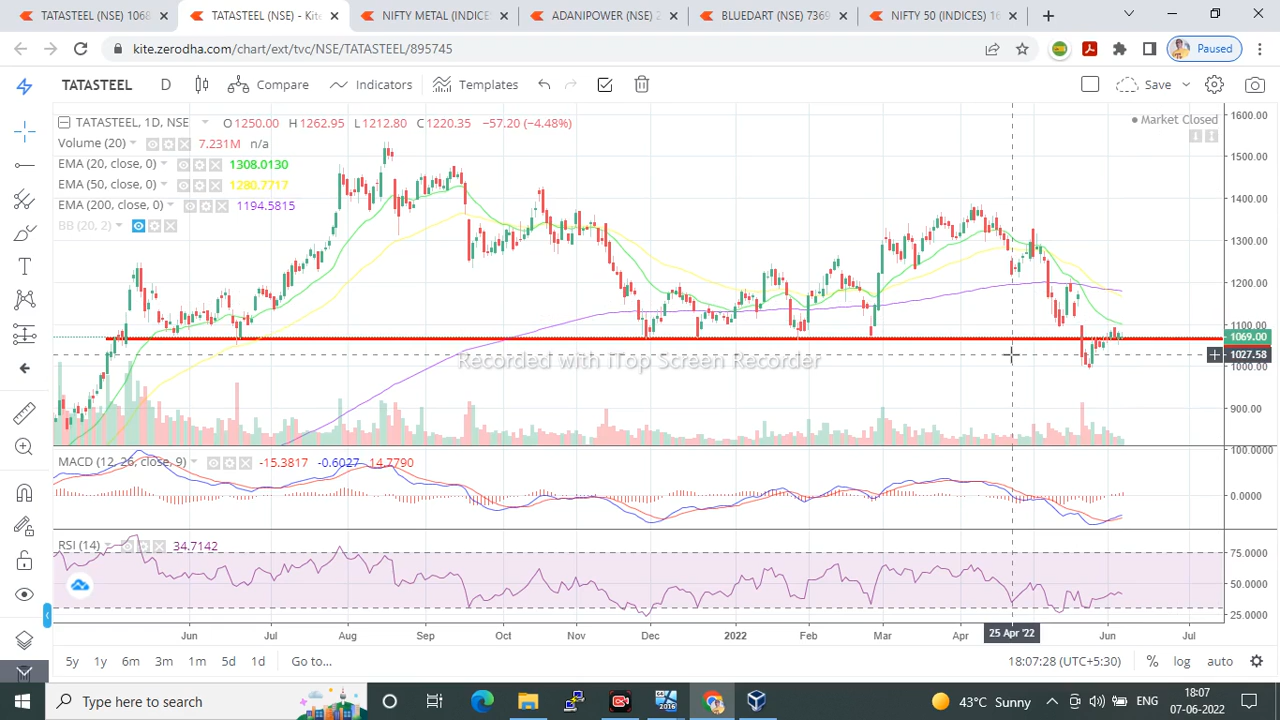 TATASTEEL (NSE) 1068
TATASTEEL (NSE) - Kite
NIFTY METAL (INDICES
ADANIPOWER (NSE) 2
BLUEDART (NSE) 7369
NIFTY 50 (INDICES) 16
kite.zerodha.com/chart/ext/tvc/NSE/TATASTEEL/895745
Paused
TATASTEEL D Compare Indicators Templates Save
TATASTEEL, 1D, NSE O1250.00 H1262.95 L1212.80 C1220.35 −57.20 (−4.48%)
Market Closed
Volume (20) 7.231M n/a
EMA (20, close, 0) 1308.0130
EMA (50, close, 0) 1280.7717
EMA (200, close, 0) 1194.5815
BB (20, 2)
1600.00
1500.00
1400.00
1300.00
1200.00
1100.00
1069.00
1027.58
1000.00
900.00
Recorded with iTop Screen Recorder
MACD (12, 26, close, 9) -15.3817 -0.6027 14.7790
100.0000
0.0000
RSI (14) 34.7142
75.0000
50.0000
25.0000
Jun Jul Aug Sep Oct Nov Dec 2022 Feb Mar Apr 25 Apr '22 Jun Jul
5y 1y 6m 3m 1m 5d 1d Go to... 18:07:28 (UTC+5:30) % log auto
Type here to search
43°C Sunny
ENG
18:07
07-06-2022